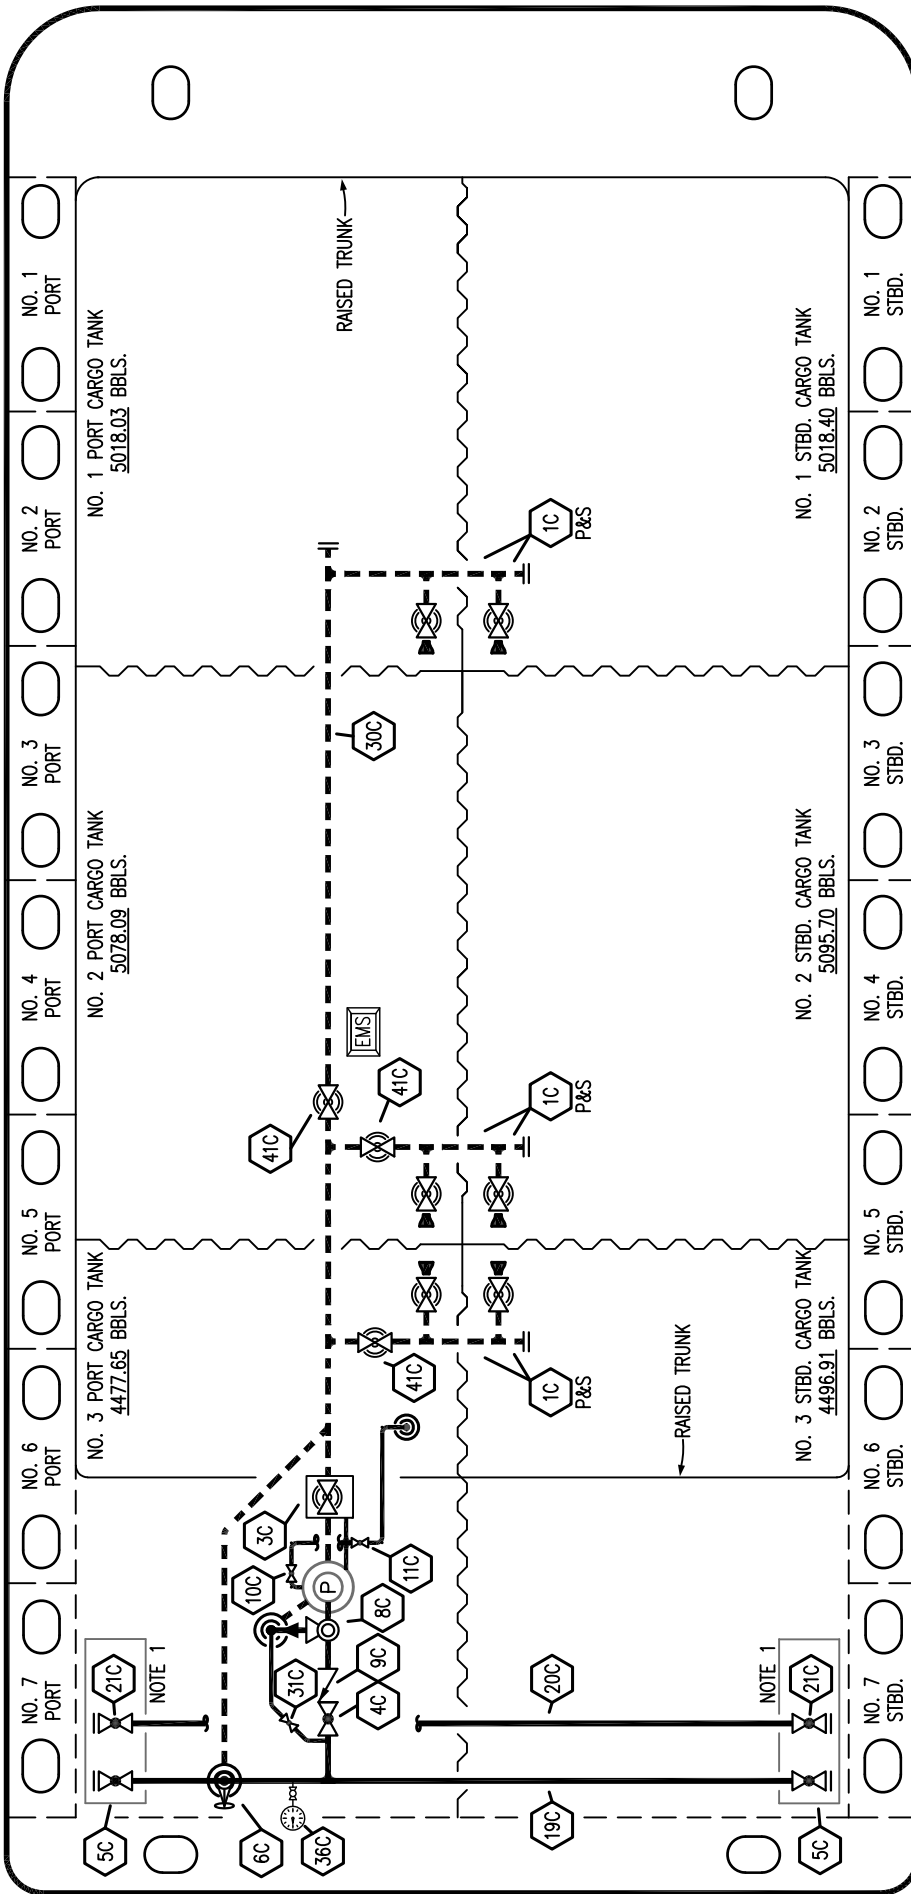 NO. 1
PORT
NO. 2
PORT
NO. 3
PORT
NO. 4
PORT
NO. 5
PORT
NO. 6
PORT
NO. 7
PORT
NO. 1 PORT CARGO TANK
5018.03 BBLS.
NO. 2 PORT CARGO TANK
5078.09 BBLS.
NO. 3 PORT CARGO TANK
4477.65 BBLS.
RAISED TRUNK
30C
EMS
41C
41C
41C
1C
P&S
1C
P&S
1C
P&S
3C
10C
11C
P
8C
9C
4C
31C
21C
NOTE 1
5C
6C
36C
19C
20C
NOTE 1
21C
5C
RAISED TRUNK
NO. 1 STBD. CARGO TANK
5018.40 BBLS.
NO. 2 STBD. CARGO TANK
5095.70 BBLS.
NO. 3 STBD. CARGO TANK
4496.91 BBLS.
NO. 1
STBD.
NO. 2
STBD.
NO. 3
STBD.
NO. 4
STBD.
NO. 5
STBD.
NO. 6
STBD.
NO. 7
STBD.